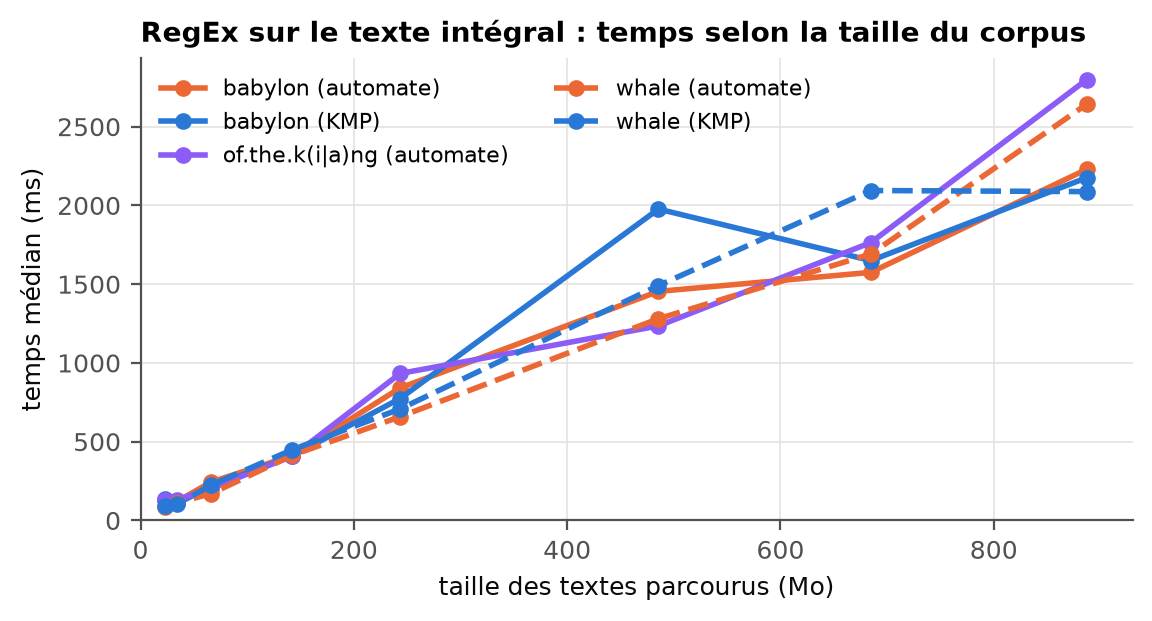 RegEx sur le texte intégral : temps selon la taille du corpus
babylon (automate)
babylon (KMP)
of.the.k(i|a)ng (automate)
whale (automate)
whale (KMP)
temps médian (ms)
2500
2000
1500
1000
500
0
0 200 400 600 800
taille des textes parcourus (Mo)